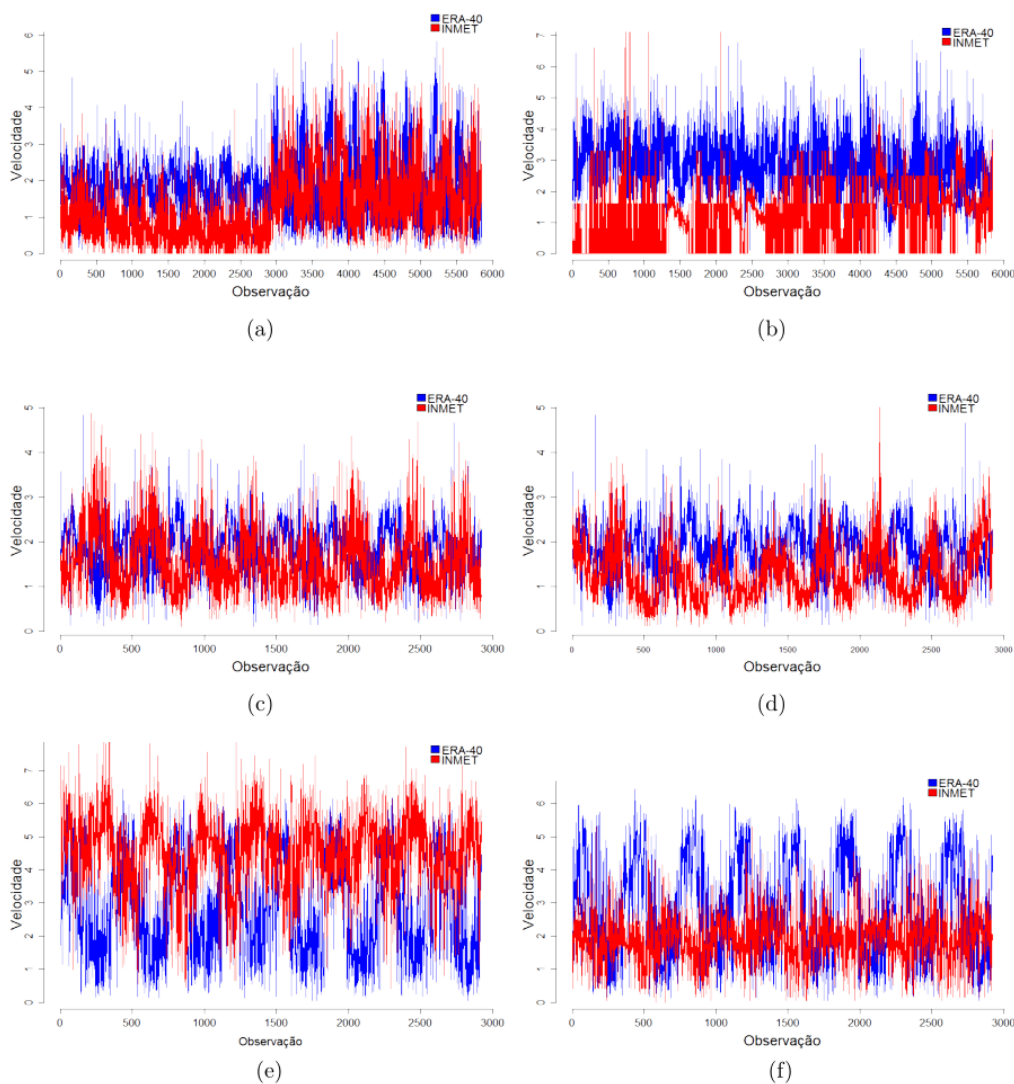 ERA-40
INMET
Velocidade
0 1 2 3 4 5 6
0 500 1000 1500 2000 2500 3000 3500 4000 4500 5000 5500 6000
Observação
(a)
ERA-40
INMET
Velocidade
0 1 2 3 4 5 6 7
0 500 1000 1500 2000 2500 3000 3500 4000 4500 5000 5500 6000
Observação
(b)
ERA-40
INMET
Velocidade
0 1 2 3 4 5
0 500 1000 1500 2000 2500 3000
Observação
(c)
ERA-40
INMET
Velocidade
0 1 2 3 4 5
0 500 1000 1500 2000 2500 3000
Observação
(d)
ERA-40
INMET
Velocidade
0 1 2 3 4 5 6 7
0 500 1000 1500 2000 2500 3000
Observação
(e)
ERA-40
INMET
Velocidade
0 1 2 3 4 5 6
0 500 1000 1500 2000 2500 3000
Observação
(f)